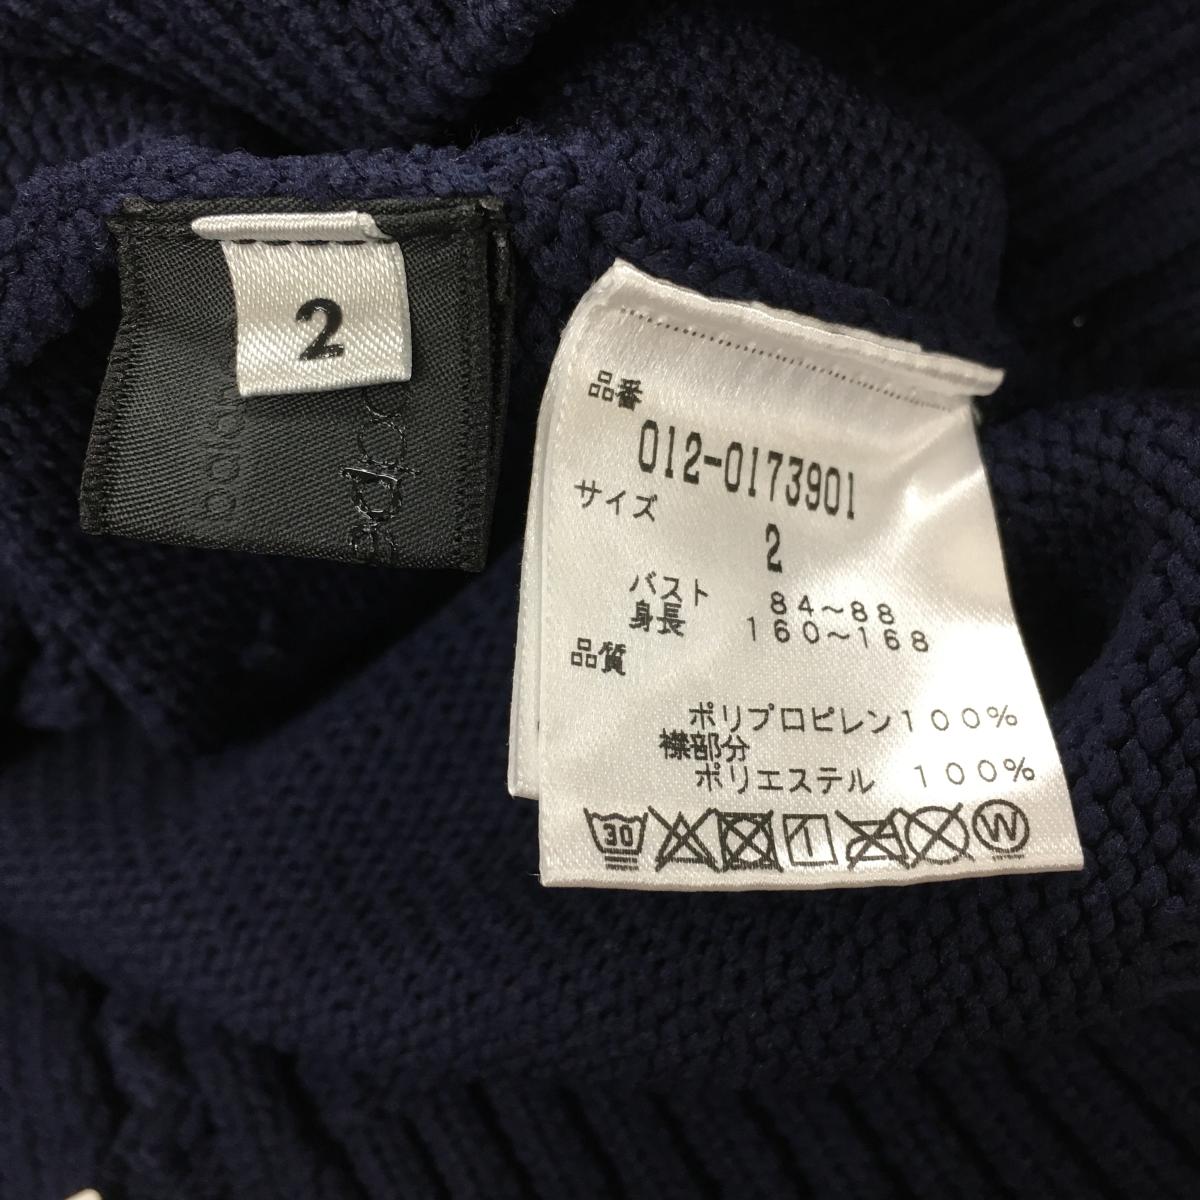 2
品番
012-0173901
サイズ
2
バスト 84～88
身長 160～168
品質
ポリプロピレン100%
襟部分
ポリエステル 100%
30
W